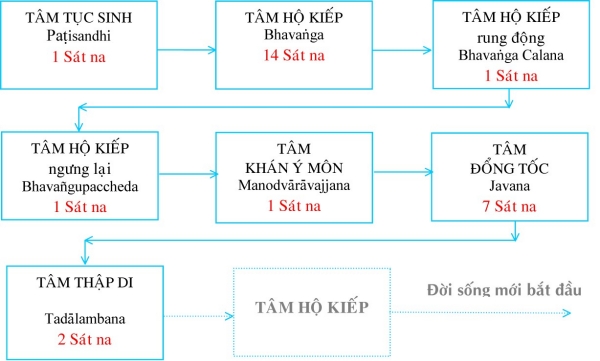 TÂM TỤC SINH
Paṭisandhi
1 Sát na
TÂM HỘ KIẾP
Bhavaṅga
14 Sát na
TÂM HỘ KIẾP
rung động
Bhavaṅga Calana
1 Sát na
TÂM HỘ KIẾP
ngưng lại
Bhavaṅgupaccheda
1 Sát na
TÂM
KHÁN Ý MÔN
Manodvārāvajjana
1 Sát na
TÂM
ĐỔNG TỐC
Javana
7 Sát na
TÂM THẬP DI
Tadālambana
2 Sát na
TÂM HỘ KIẾP
Đời sống mới bắt đầu